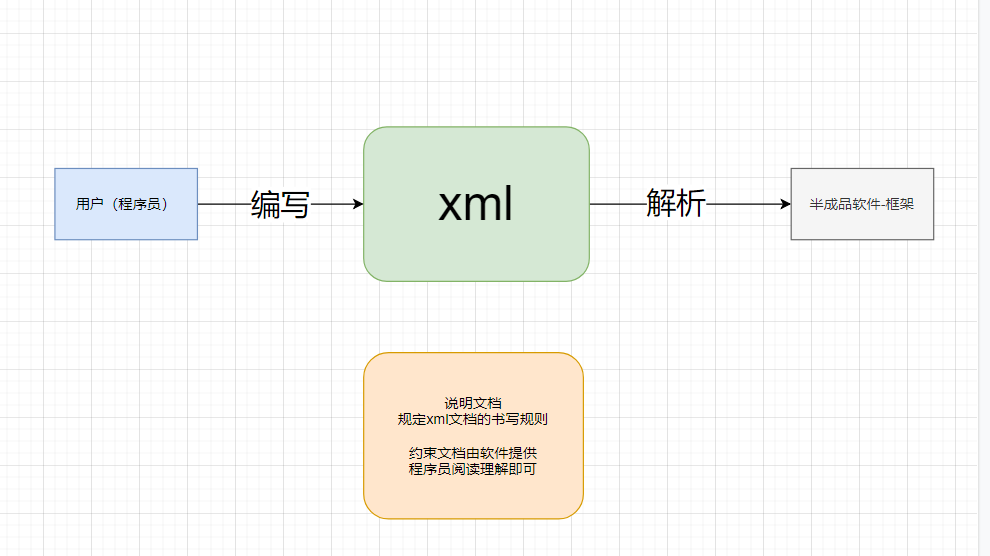 用户（程序员）
编写
xml
解析
半成品软件-框架
说明文档
规定xml文档的书写规则
约束文档由软件提供
程序员阅读理解即可